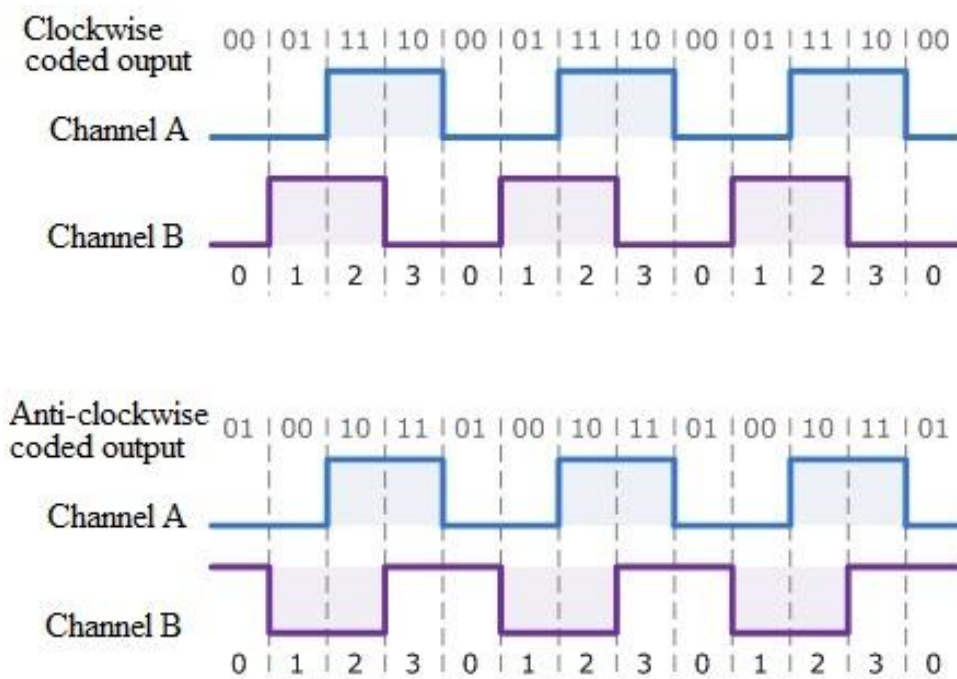 Clockwise
coded ouput
00 01 11 10 00 01 11 10 00 01 11 10 00
Channel A
Channel B
0 1 2 3 0 1 2 3 0 1 2 3 0
Anti-clockwise
coded output
01 00 10 11 01 00 10 11 01 00 10 11 01
Channel A
Channel B
0 1 2 3 0 1 2 3 0 1 2 3 0